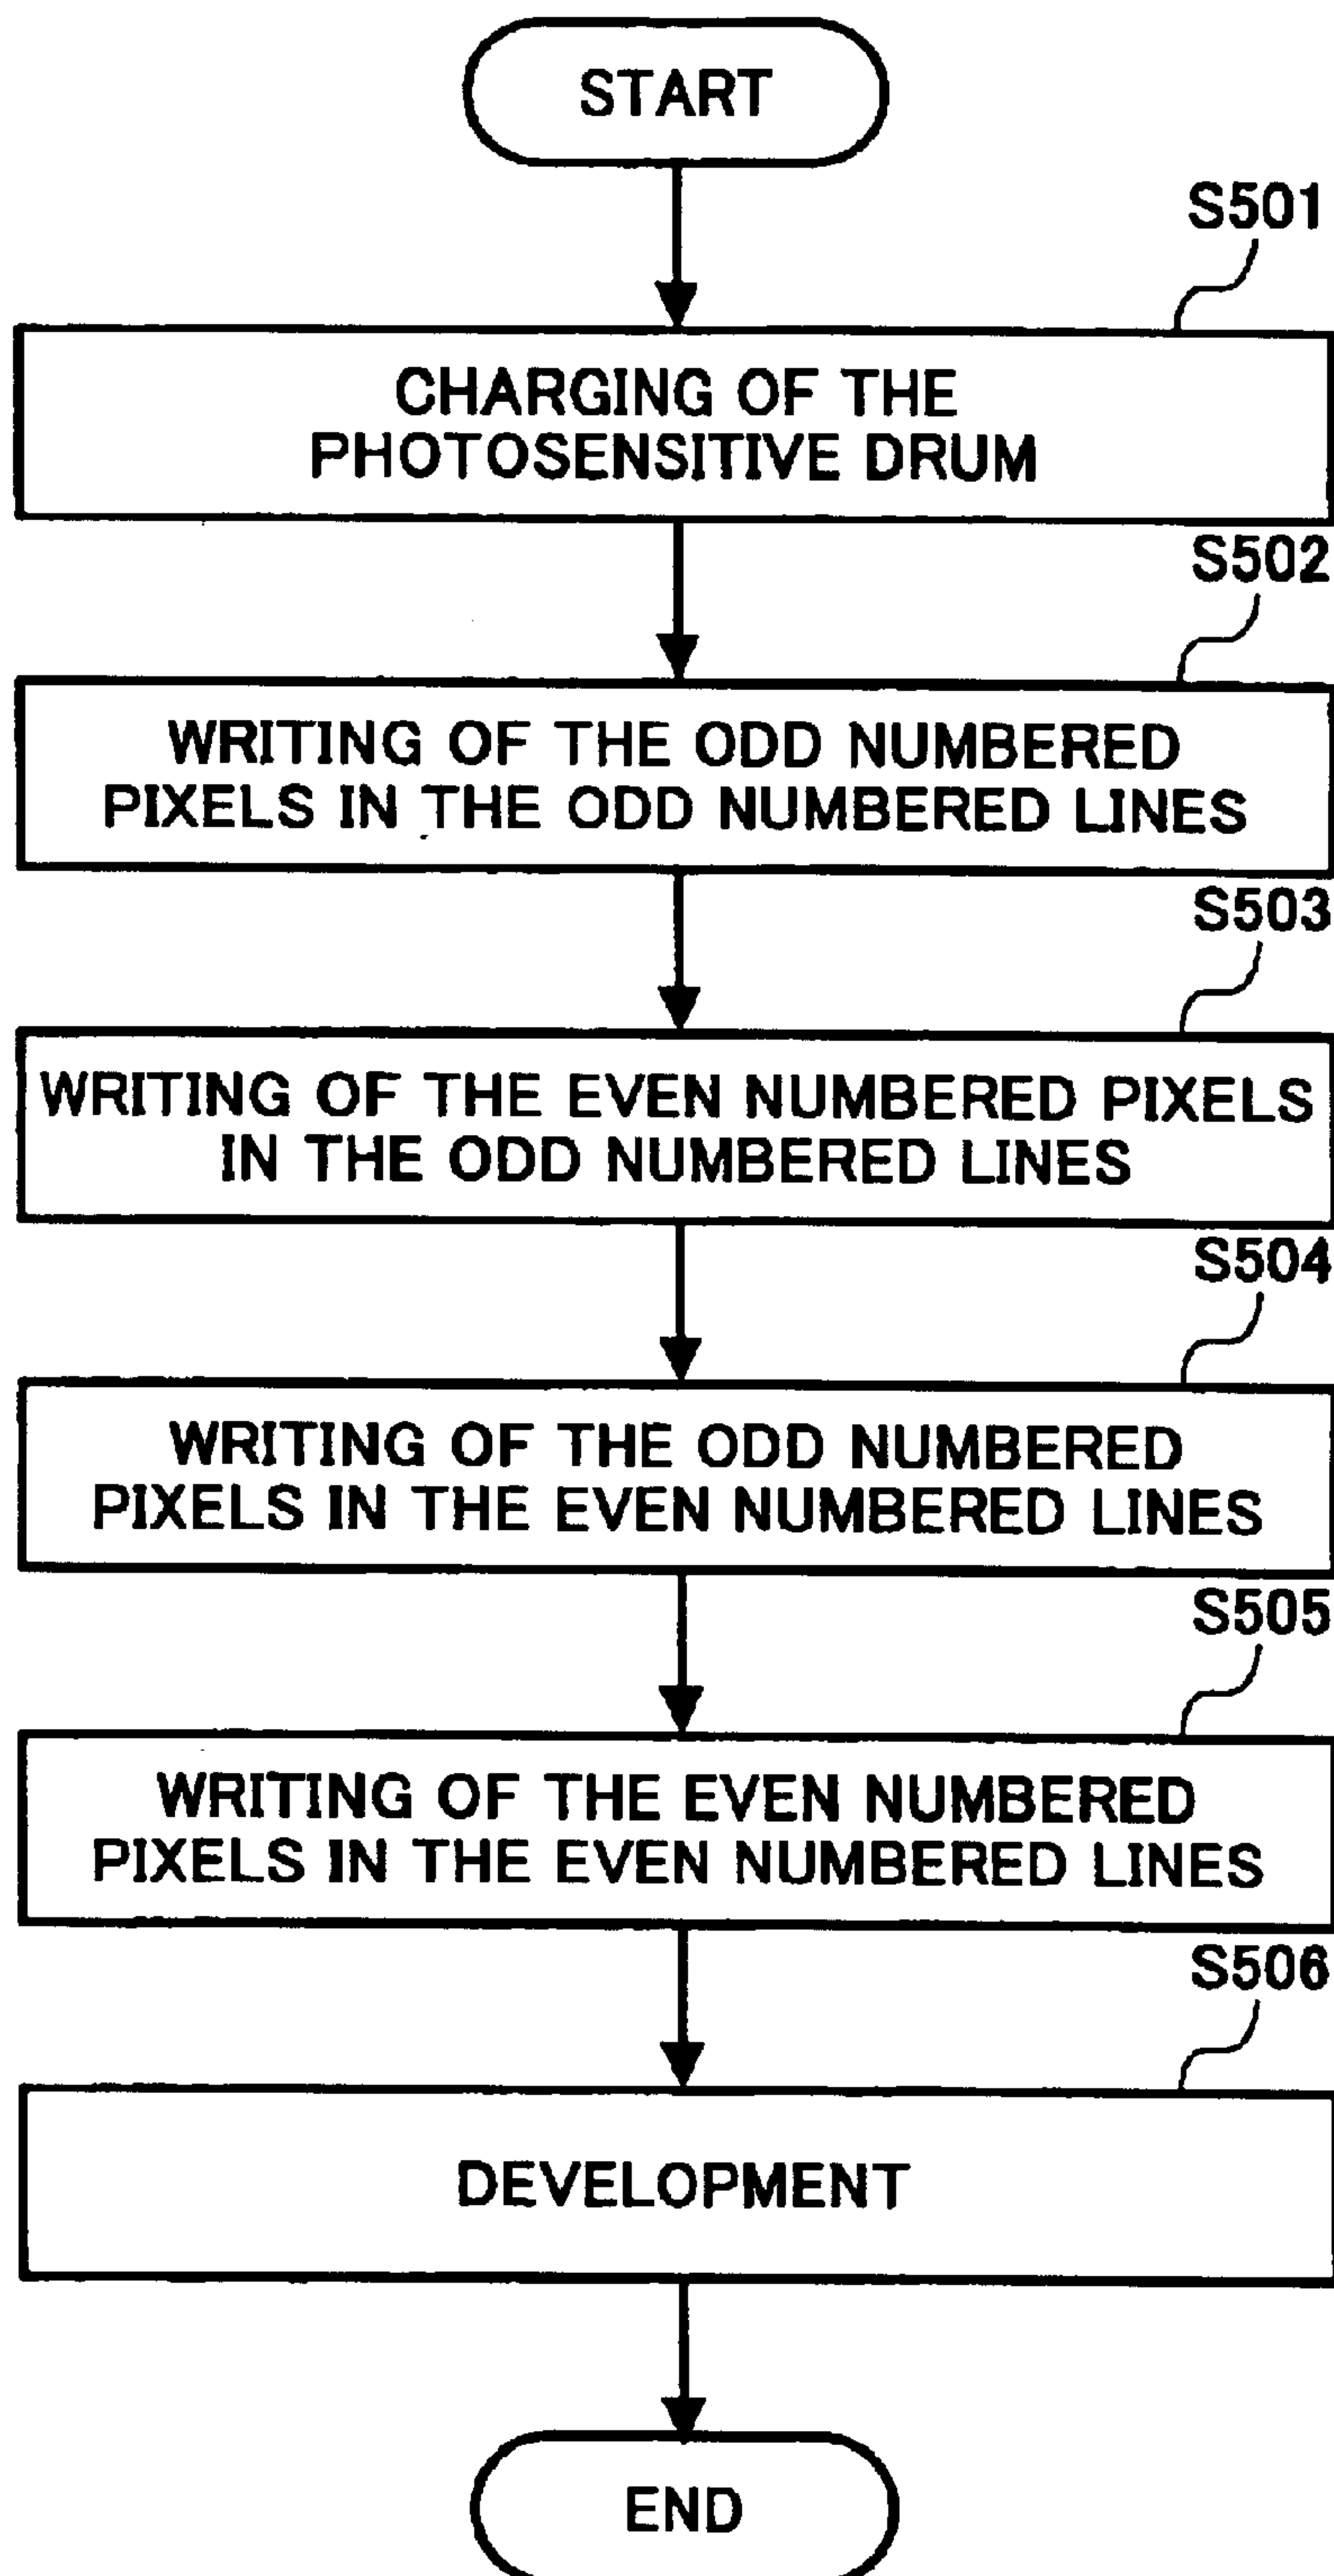 START
S501
CHARGING OF THE
PHOTOSENSITIVE DRUM
S502
WRITING OF THE ODD NUMBERED
PIXELS IN THE ODD NUMBERED LINES
S503
WRITING OF THE EVEN NUMBERED PIXELS
IN THE ODD NUMBERED LINES
S504
WRITING OF THE ODD NUMBERED
PIXELS IN THE EVEN NUMBERED LINES
S505
WRITING OF THE EVEN NUMBERED
PIXELS IN THE EVEN NUMBERED LINES
S506
DEVELOPMENT
END